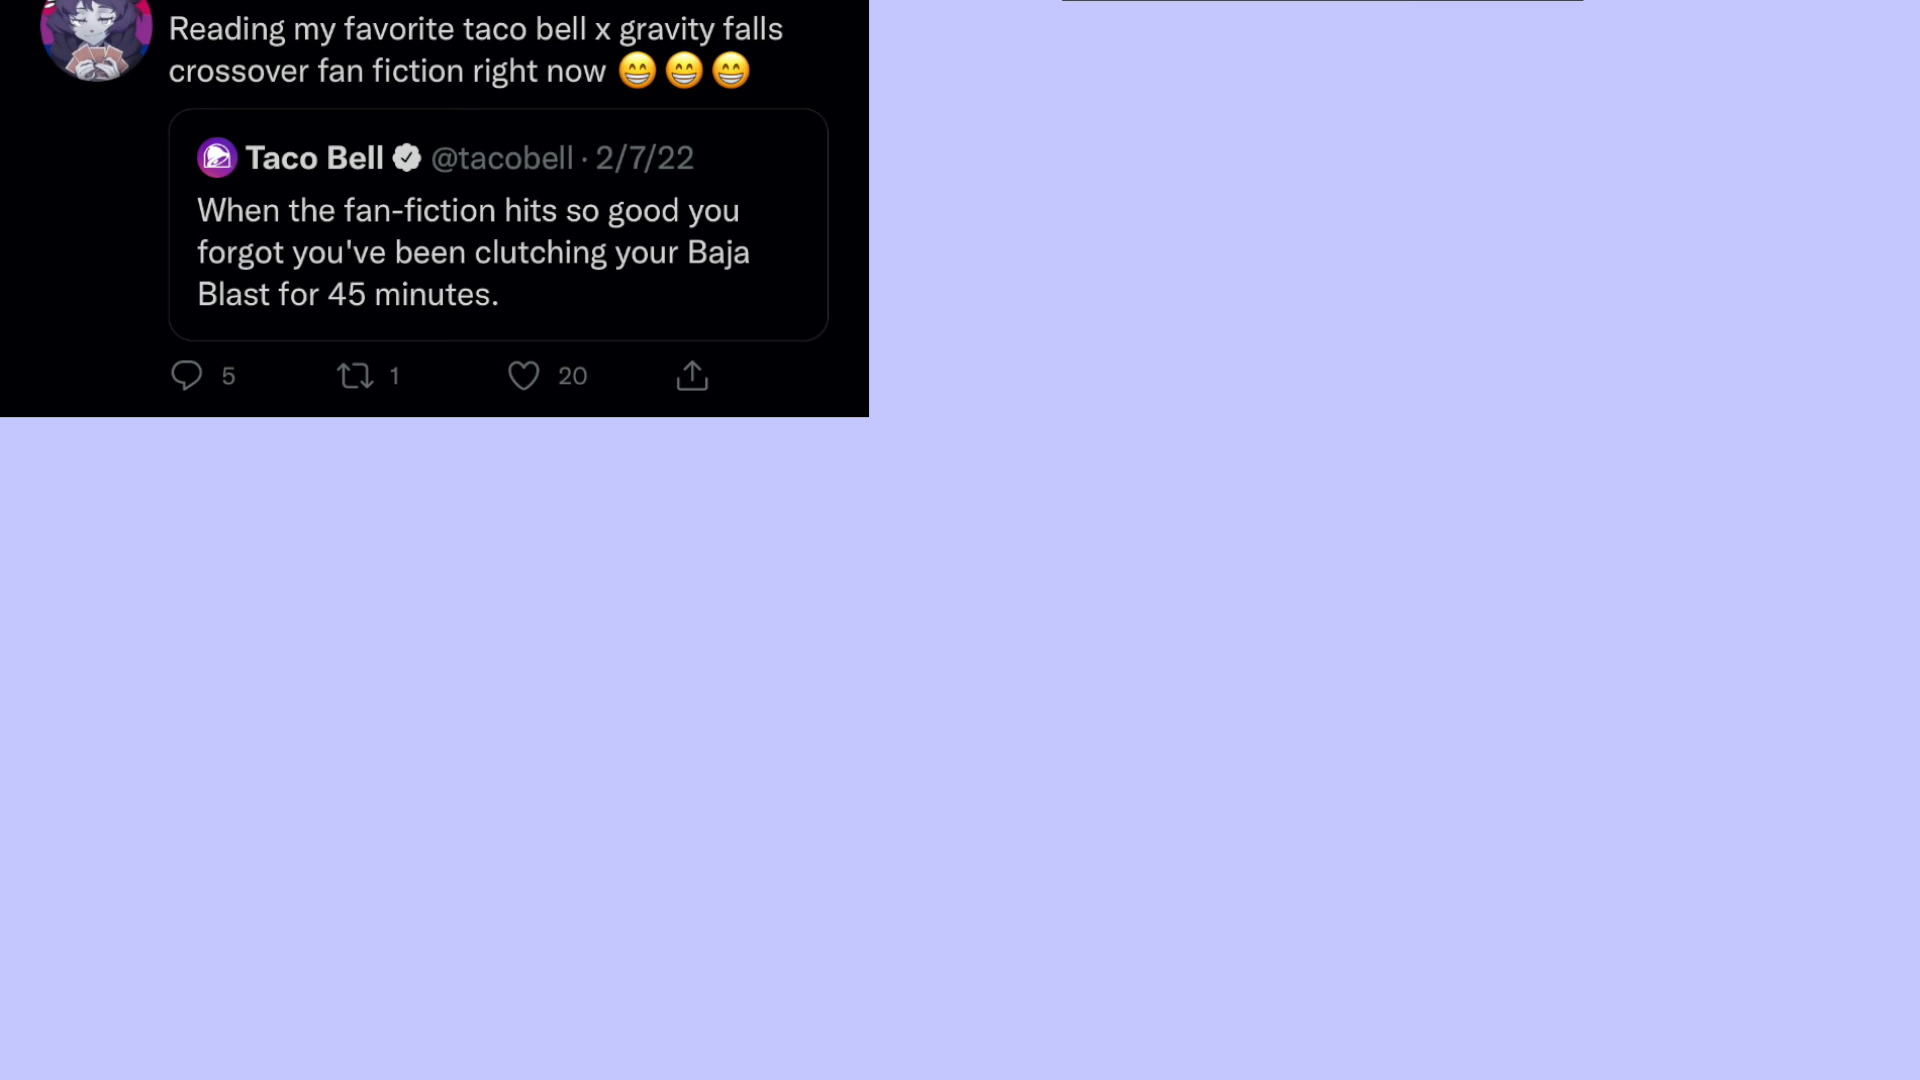 Reading my favorite taco bell x gravity falls
crossover fan fiction right now 😁😁😁
Taco Bell @tacobell · 2/7/22
When the fan-fiction hits so good you
forgot you've been clutching your Baja
Blast for 45 minutes.
5 1 20